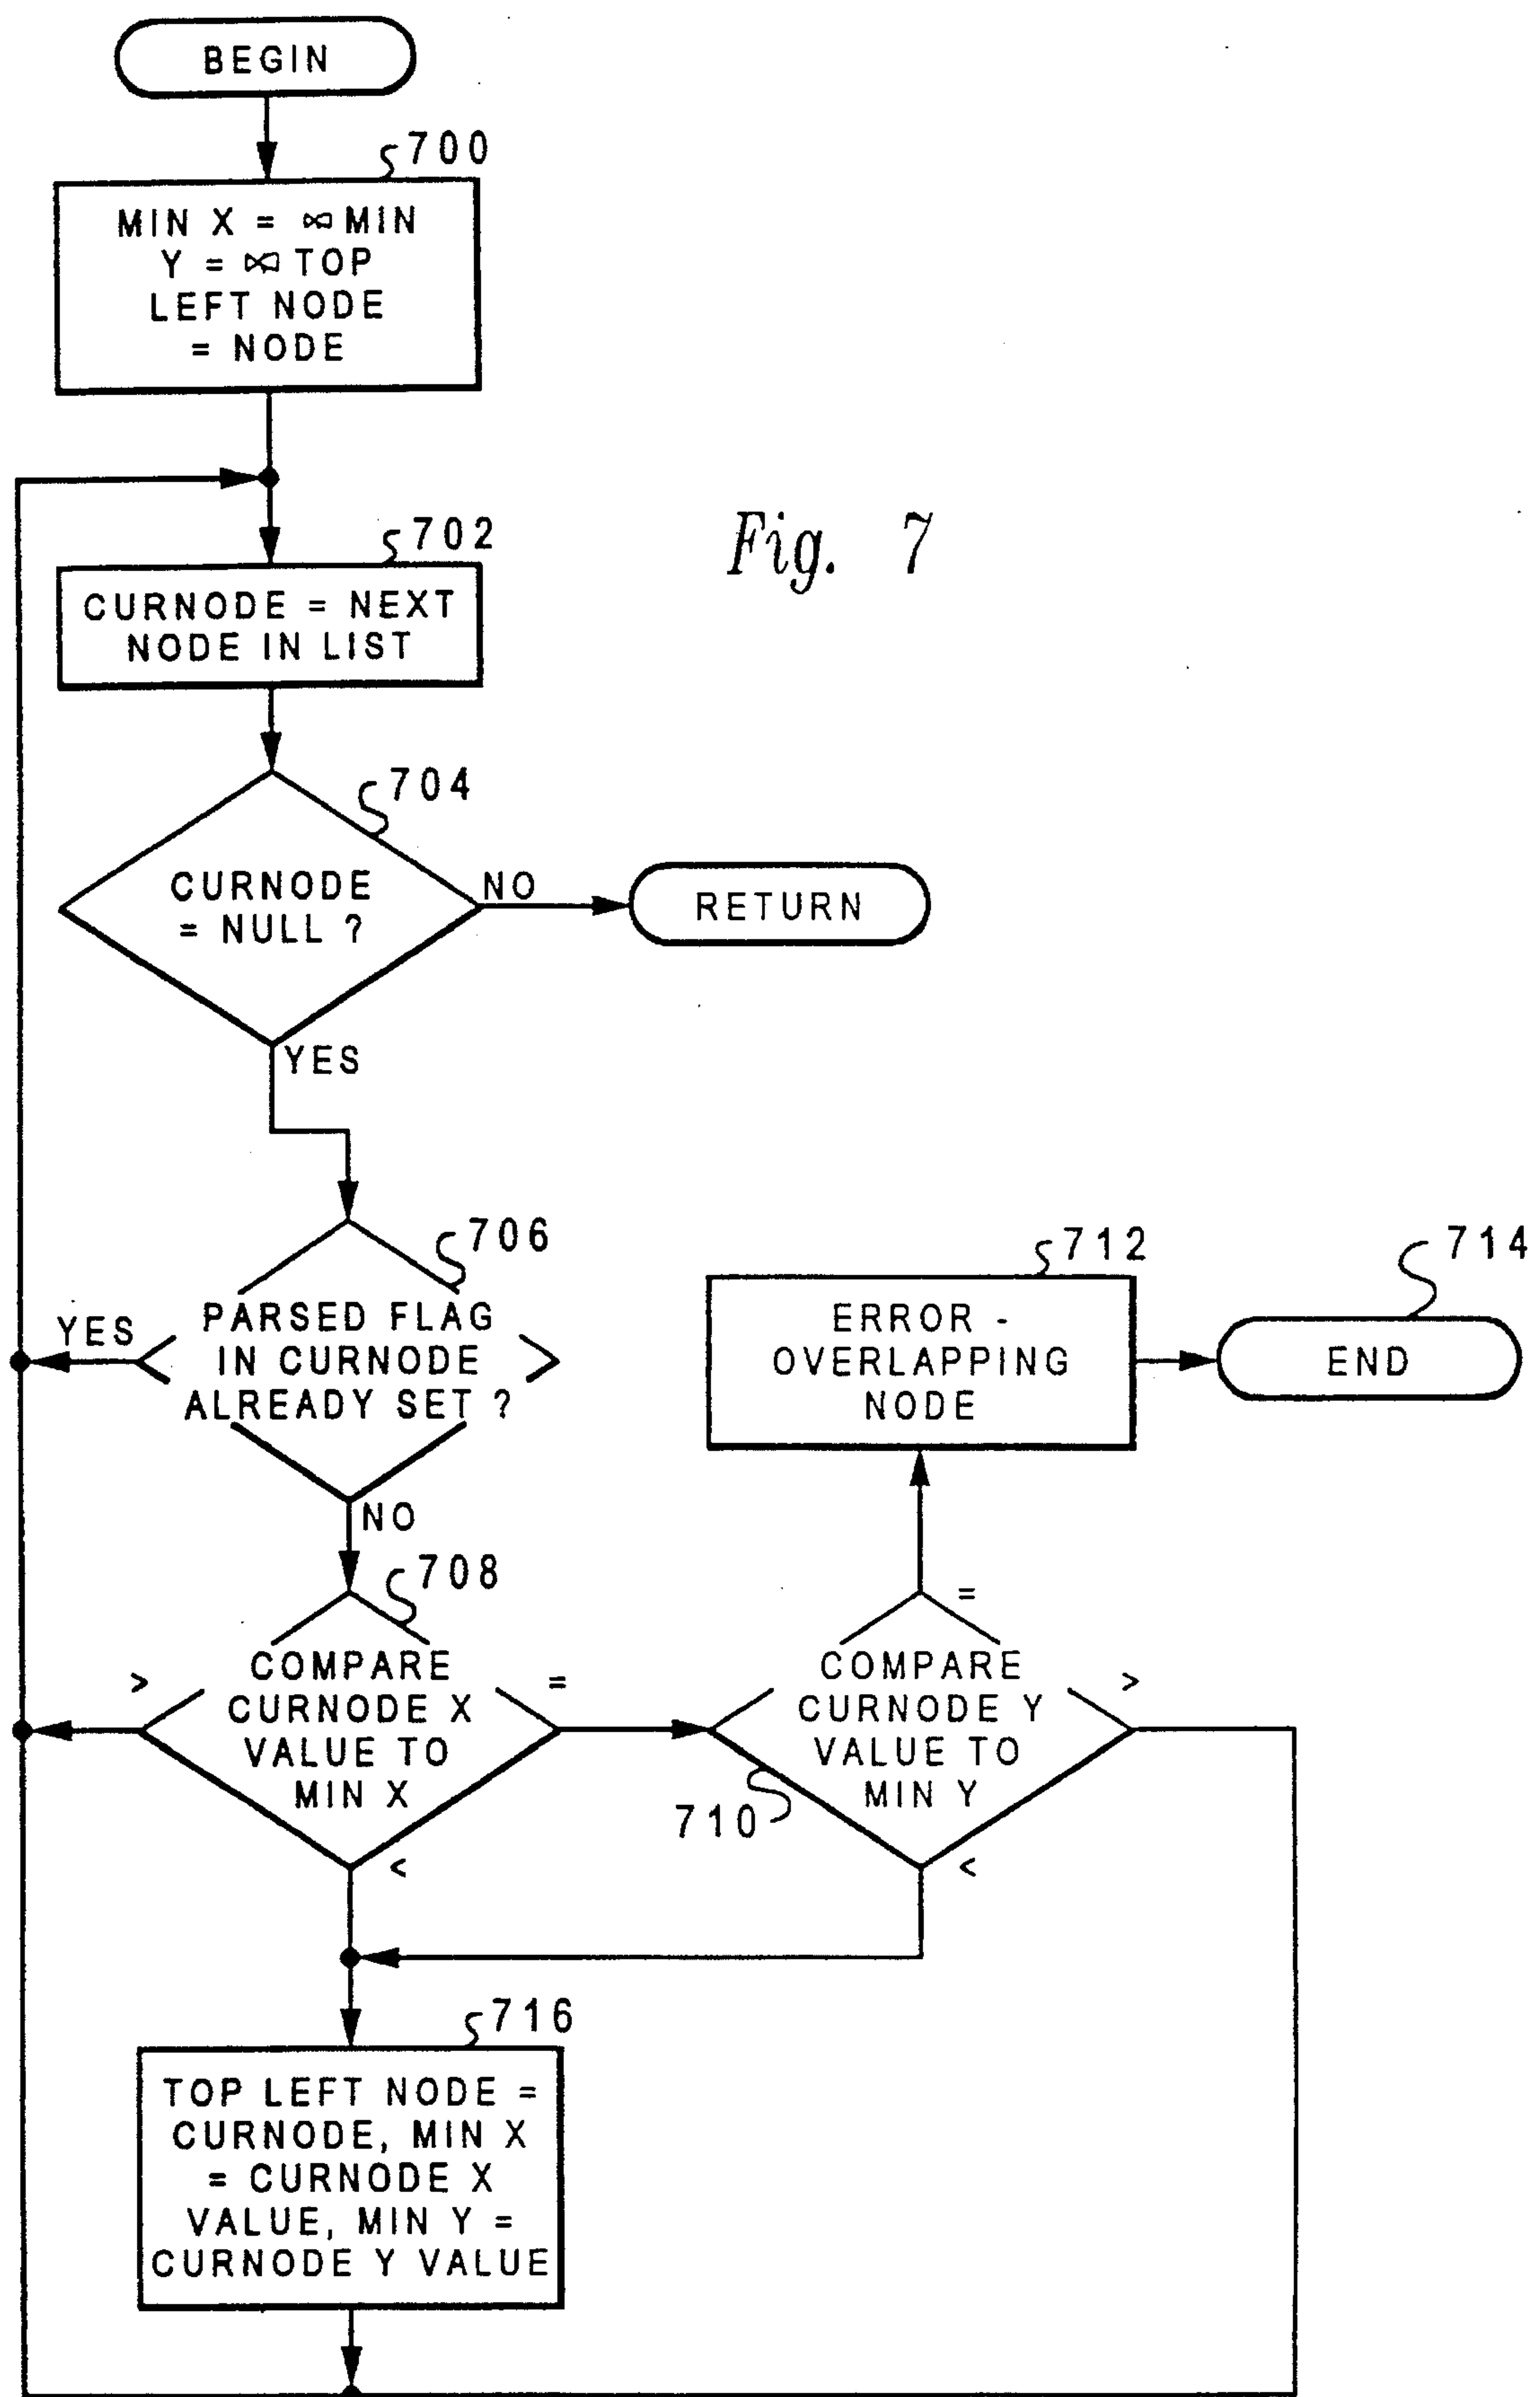 BEGIN
700
MIN X = ∞ MIN
Y = ∞ TOP
LEFT NODE
= NODE
702
Fig. 7
CURNODE = NEXT
NODE IN LIST
704
CURNODE
= NULL ?
NO
RETURN
YES
706
PARSED FLAG
IN CURNODE
ALREADY SET ?
YES
NO
712
ERROR -
OVERLAPPING
NODE
714
END
708
COMPARE
CURNODE X
VALUE TO
MIN X
>
=
<
=
COMPARE
CURNODE Y
VALUE TO
MIN Y
>
710
<
716
TOP LEFT NODE =
CURNODE, MIN X
= CURNODE X
VALUE, MIN Y =
CURNODE Y VALUE